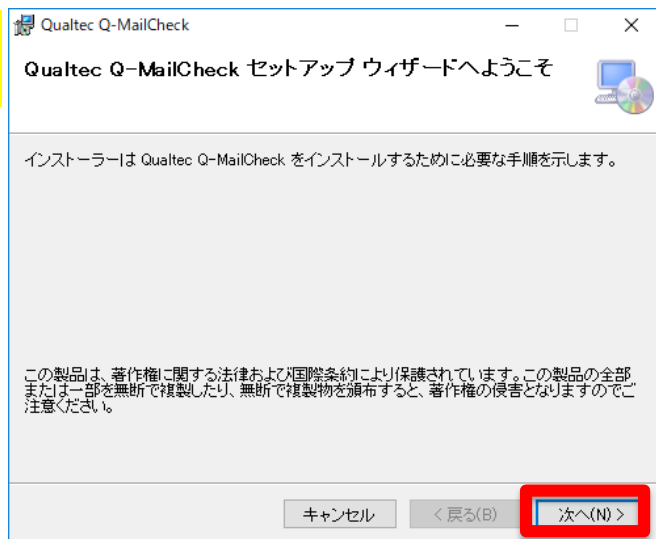 Qualtec Q-MailCheck
Qualtec Q-MailCheck セットアップ ウィザードへようこそ
インストーラーは Qualtec Q-MailCheck をインストールするために必要な手順を示します。
この製品は、著作権に関する法律および国際条約により保護されています。この製品の全部
または一部を無断で複製したり、無断で複製物を頒布すると、著作権の侵害となりますのでご
注意ください。
キャンセル < 戻る(B) 次へ(N) >